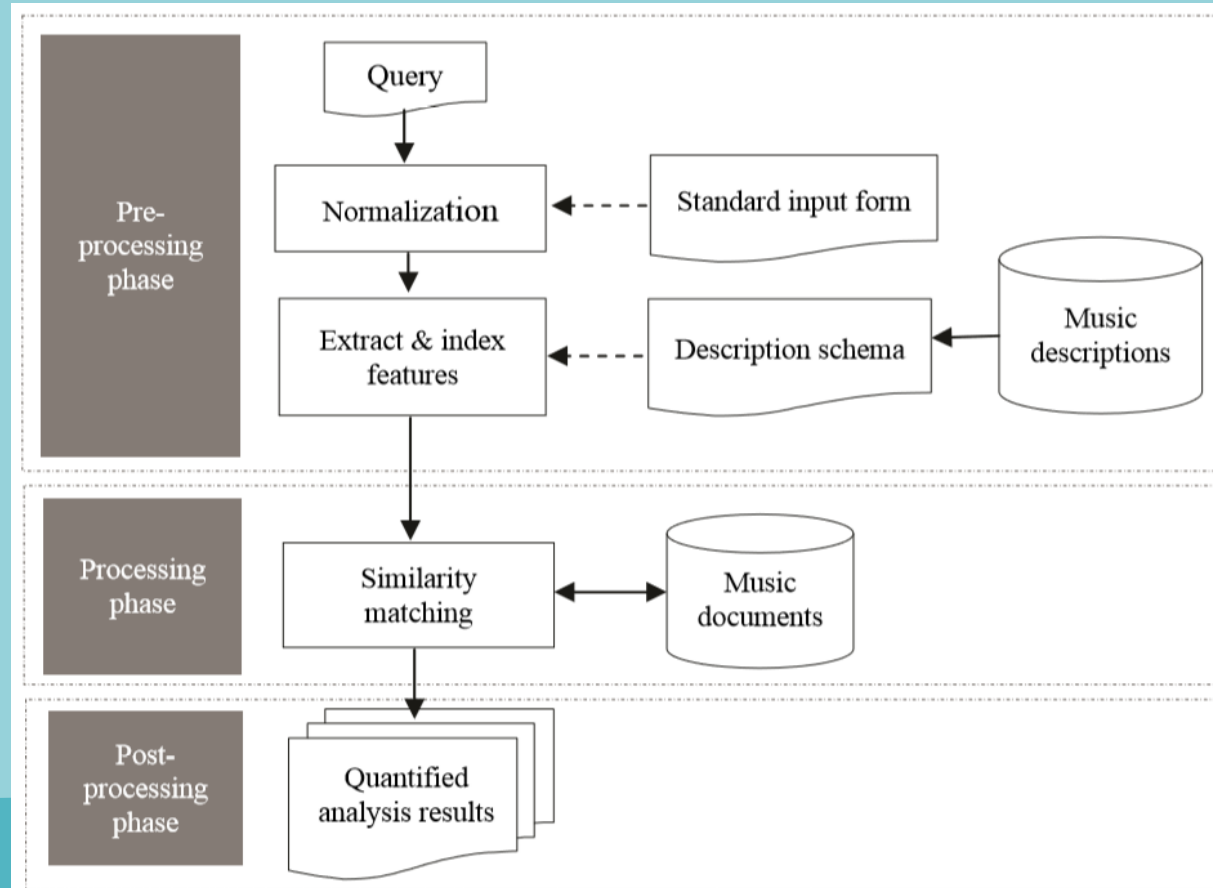 Pre-
processing
phase
Query
Normalization
Standard input form
Extract & index
features
Description schema
Music
descriptions
Processing
phase
Similarity
matching
Music
documents
Post-
processing
phase
Quantified
analysis results